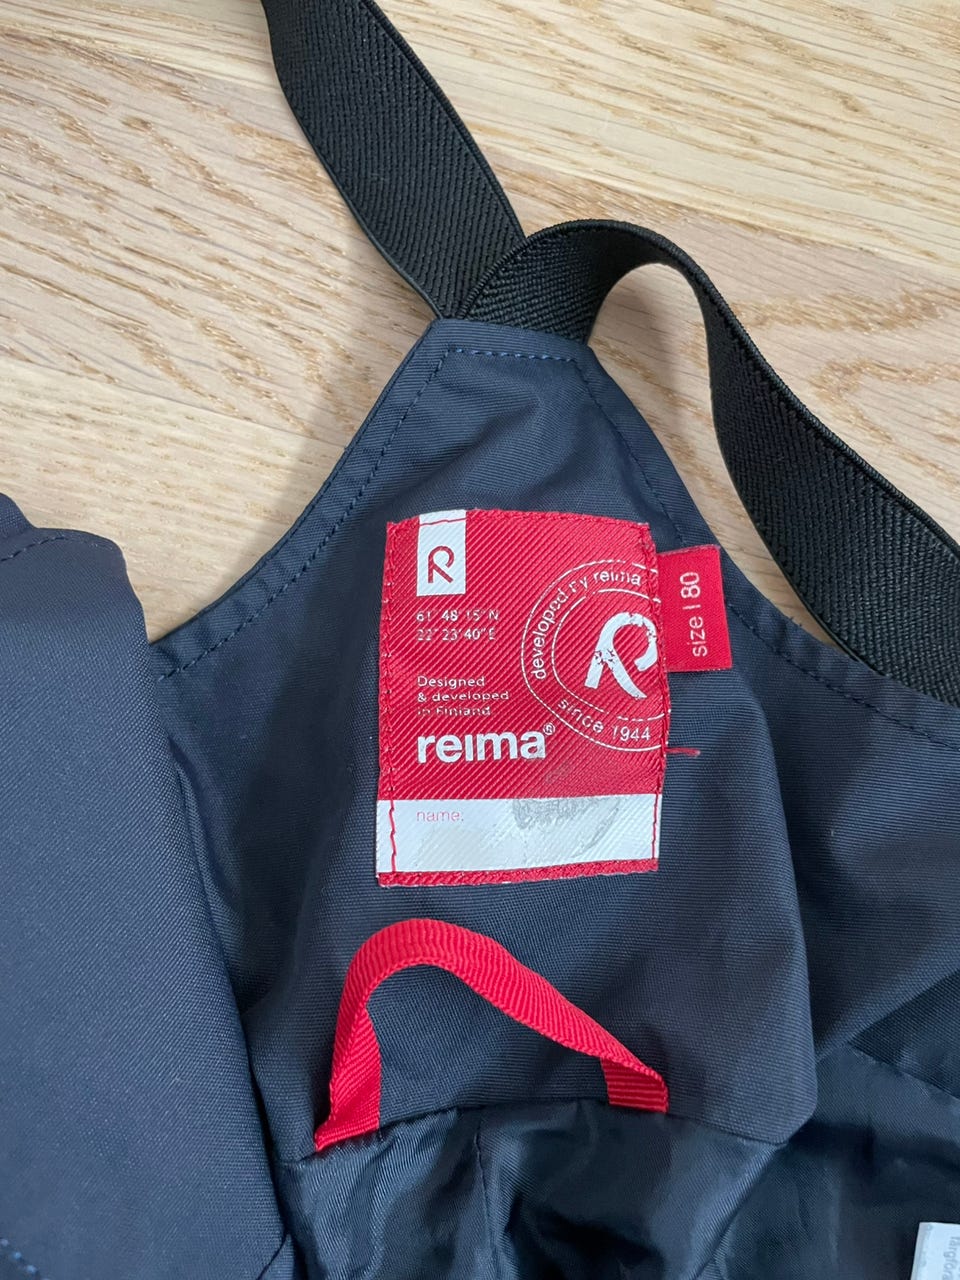 R
61° 48' 15" N
22° 23' 40" E
Designed
& developed
in Finland
reima®
developed by reima
R
since 1944
size | 80
name: